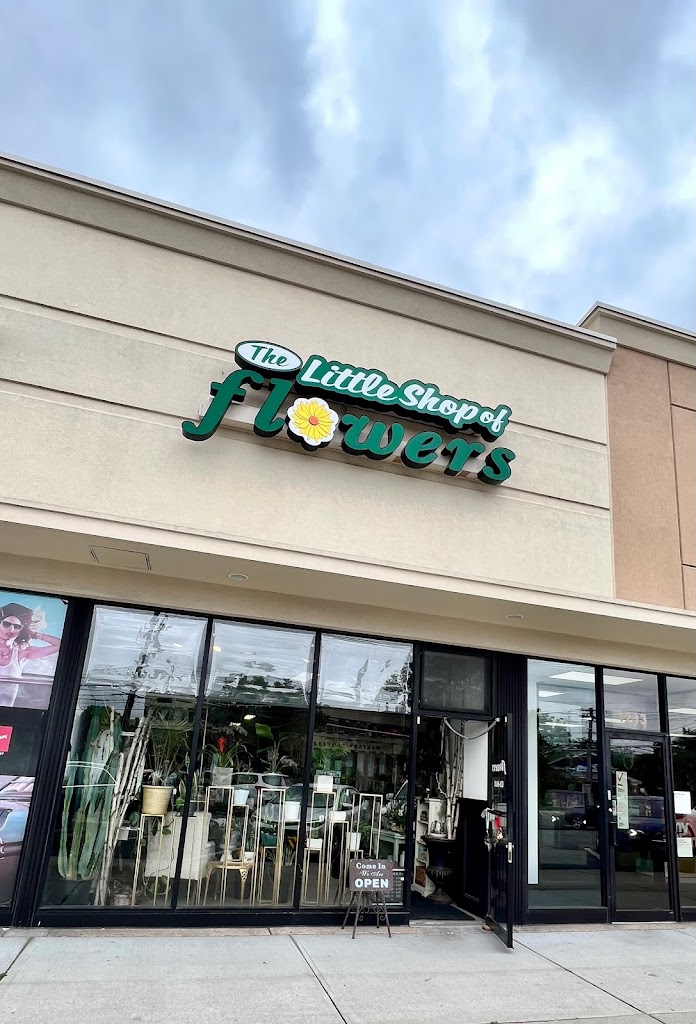 The
Little Shop of
flowers
Come In
We Are
OPEN